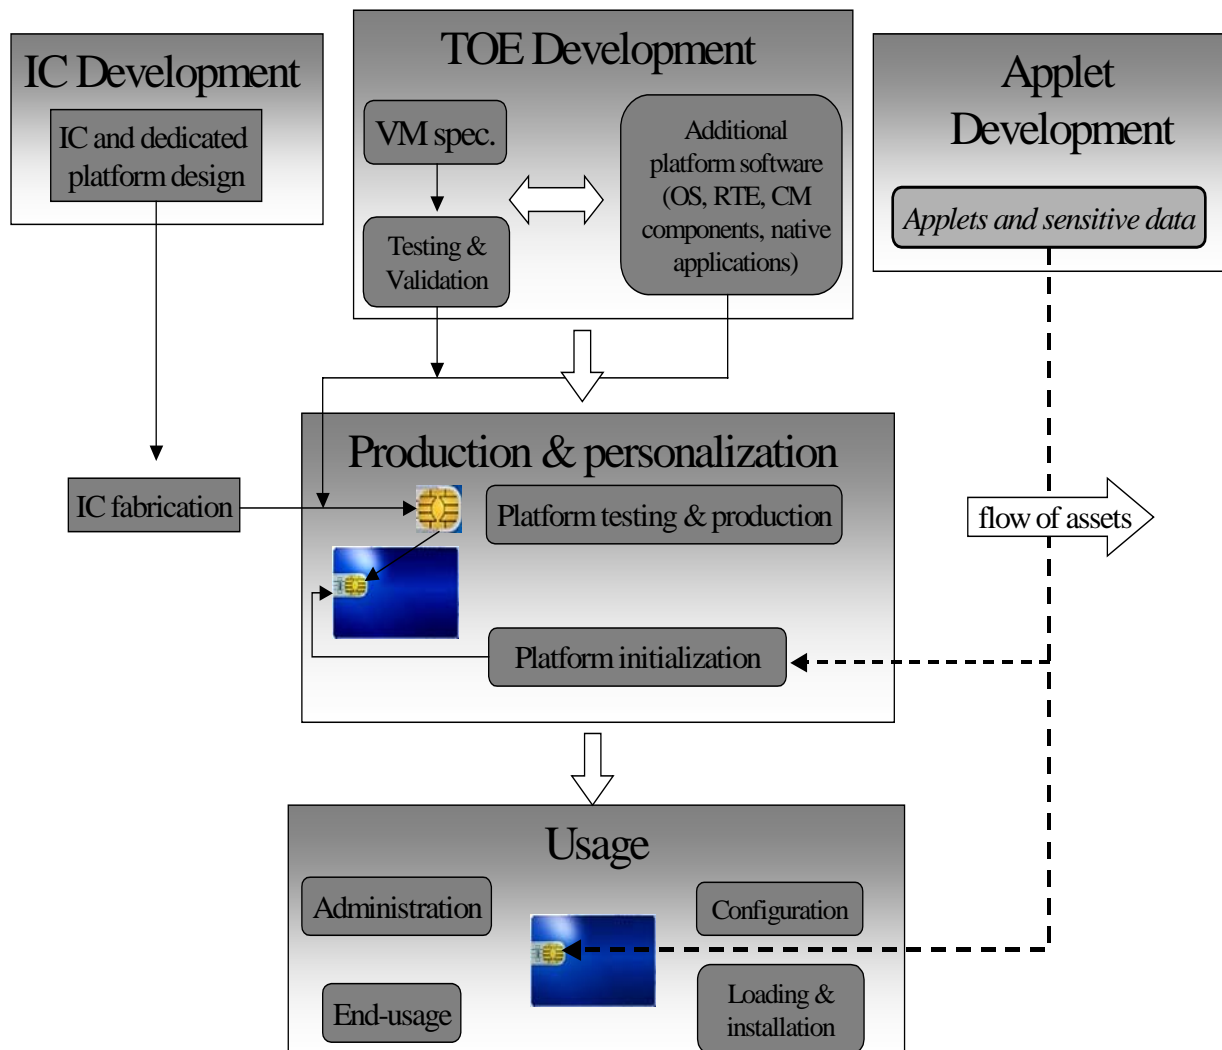 IC Development
IC and dedicated
platform design
TOE Development
VM spec.
Testing &
Validation
Additional
platform software
(OS, RTE, CM
components, native
applications)
Applet
Development
Applets and sensitive data
IC fabrication
Production & personalization
Platform testing & production
Platform initialization
flow of assets
Usage
Administration
Configuration
End-usage
Loading &
installation